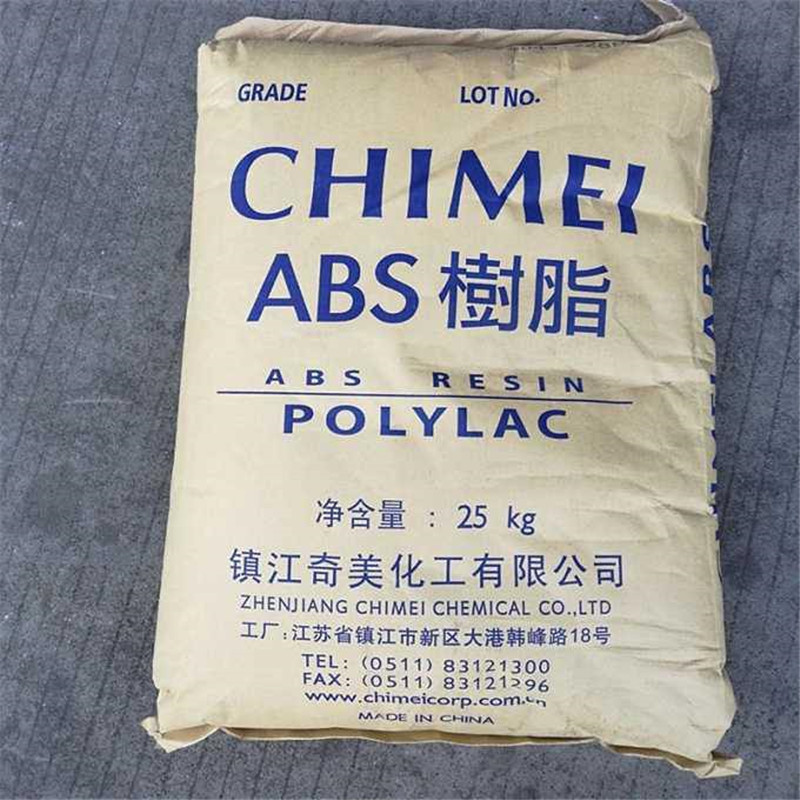 GRADE LOT NO.
CHIMEI
ABS 樹脂
ABS RESIN
POLYLAC
净含量 : 25 kg
镇江奇美化工有限公司
ZHENJIANG CHIMEI CHEMICAL CO.,LTD
工厂:江苏省镇江市新区大港韩峰路18号
TEL: (0511) 83121300
FAX: (0511) 83121296
www.chimeicorp.com.cn
MADE IN CHINA